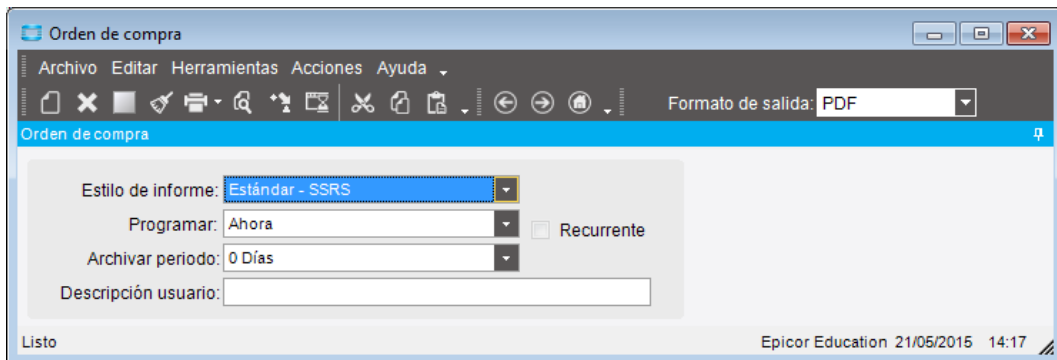 Orden de compra
Archivo Editar Herramientas Acciones Ayuda
Formato de salida: PDF
Orden de compra
Estilo de informe: Estándar - SSRS
Programar: Ahora
Recurrente
Archivar periodo: 0 Días
Descripción usuario:
Listo
Epicor Education 21/05/2015 14:17